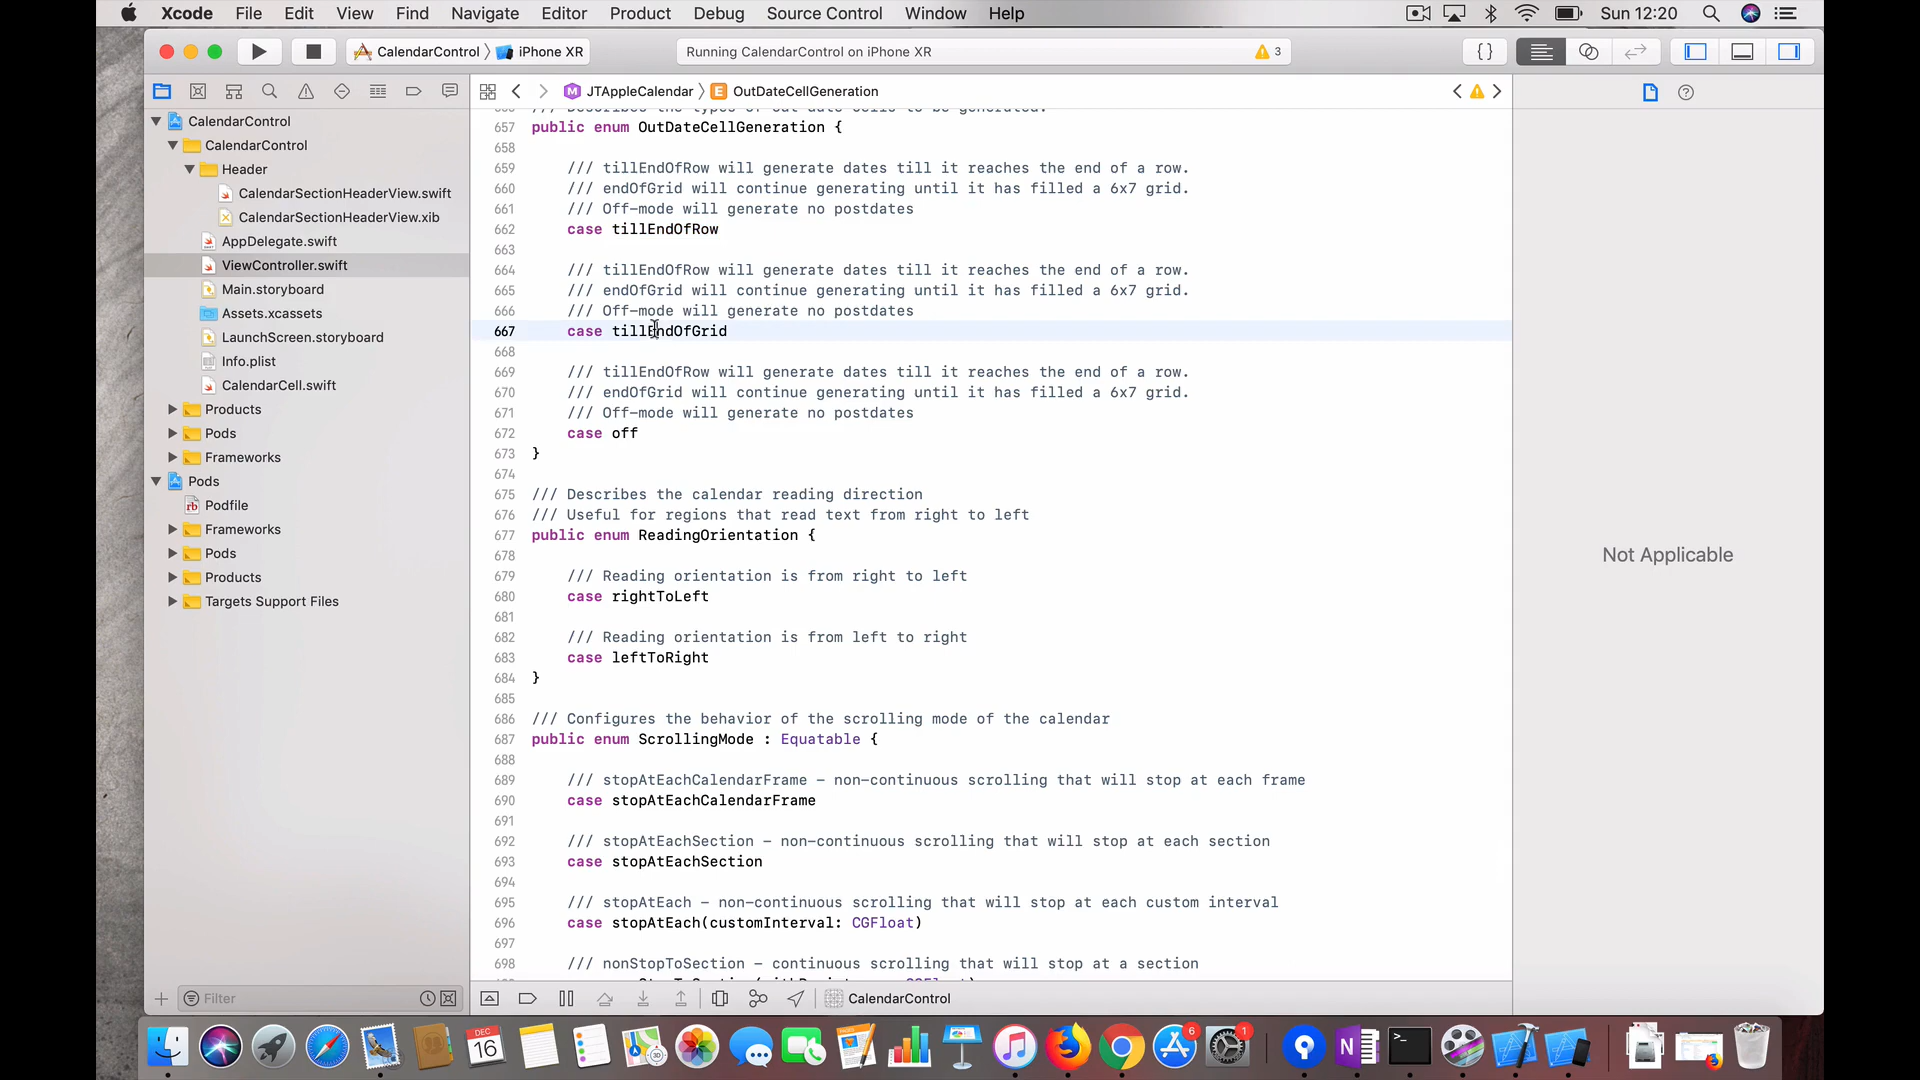 Xcode File Edit View Find Navigate Editor Product Debug Source Control Window Help Sun 12:20
CalendarControl iPhone XR Running CalendarControl on iPhone XR 3
JTAppleCalendar OutDateCellGeneration
CalendarControl
CalendarControl
Header
CalendarSectionHeaderView.swift
CalendarSectionHeaderView.xib
AppDelegate.swift
ViewController.swift
Main.storyboard
Assets.xcassets
LaunchScreen.storyboard
Info.plist
CalendarCell.swift
Products
Pods
Frameworks
Pods
Podfile
Frameworks
Pods
Products
Targets Support Files
Filter
657 public enum OutDateCellGeneration {
658
659 /// tillEndOfRow will generate dates till it reaches the end of a row.
660 /// endOfGrid will continue generating until it has filled a 6x7 grid.
661 /// Off-mode will generate no postdates
662 case tillEndOfRow
663
664 /// tillEndOfRow will generate dates till it reaches the end of a row.
665 /// endOfGrid will continue generating until it has filled a 6x7 grid.
666 /// Off-mode will generate no postdates
667 case tillEndOfGrid
668
669 /// tillEndOfRow will generate dates till it reaches the end of a row.
670 /// endOfGrid will continue generating until it has filled a 6x7 grid.
671 /// Off-mode will generate no postdates
672 case off
673 }
674
675 /// Describes the calendar reading direction
676 /// Useful for regions that read text from right to left
677 public enum ReadingOrientation {
678
679 /// Reading orientation is from right to left
680 case rightToLeft
681
682 /// Reading orientation is from left to right
683 case leftToRight
684 }
685
686 /// Configures the behavior of the scrolling mode of the calendar
687 public enum ScrollingMode : Equatable {
688
689 /// stopAtEachCalendarFrame – non-continuous scrolling that will stop at each frame
690 case stopAtEachCalendarFrame
691
692 /// stopAtEachSection – non-continuous scrolling that will stop at each section
693 case stopAtEachSection
694
695 /// stopAtEach – non-continuous scrolling that will stop at each custom interval
696 case stopAtEach(customInterval: CGFloat)
697
698 /// nonStopToSection – continuous scrolling that will stop at a section
CalendarControl
Not Applicable
DEC
16
6
1